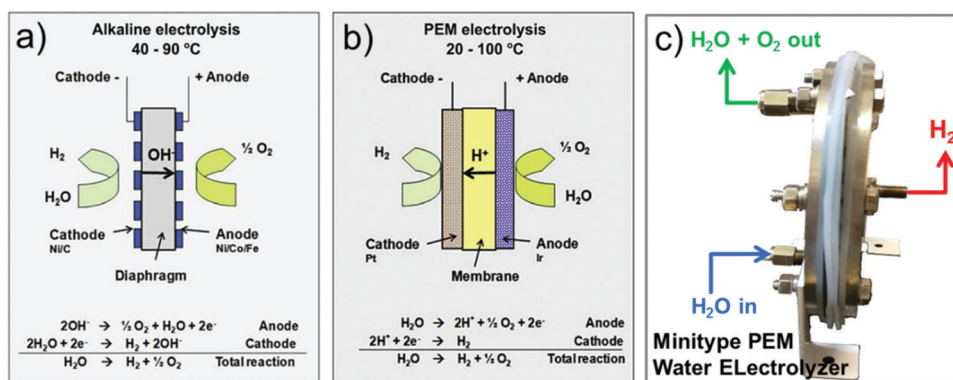 a)
Alkaline electrolysis
40 - 90 ºC
Cathode -
+ Anode
H₂
OH⁻
½ O₂
H₂O
Cathode
Ni/C
Anode
Ni/Co/Fe
Diaphragm
2OH⁻ → ½ O₂ + H₂O + 2e⁻ Anode
2H₂O + 2e⁻ → H₂ + 2OH⁻ Cathode
H₂O → H₂ + ½ O₂ Total reaction
b)
PEM electrolysis
20 - 100 ºC
Cathode -
+ Anode
H₂
H⁺
½ O₂
H₂O
Cathode
Pt
Anode
Ir
Membrane
H₂O → 2H⁺ + ½ O₂ + 2e⁻ Anode
2H⁺ + 2e⁻ → H₂ Cathode
H₂O → H₂ + ½ O₂ Total reaction
c)
H₂O + O₂ out
H₂
H₂O in
Minitype PEM
Water ELectrolyzer